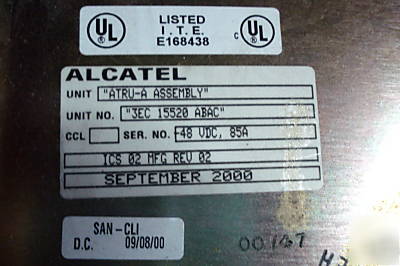 LISTED
I.T.E.
E168438
UL
C UL
ALCATEL
UNIT "ATRU-A ASSEMBLY"
UNIT NO. "3EC 15520 ABAC"
CCL SER. NO. -48 VDC, 85A
ICS 02 MFG REV 02
SEPTEMBER 2000
SAN-CLI
D.C. 09/08/00